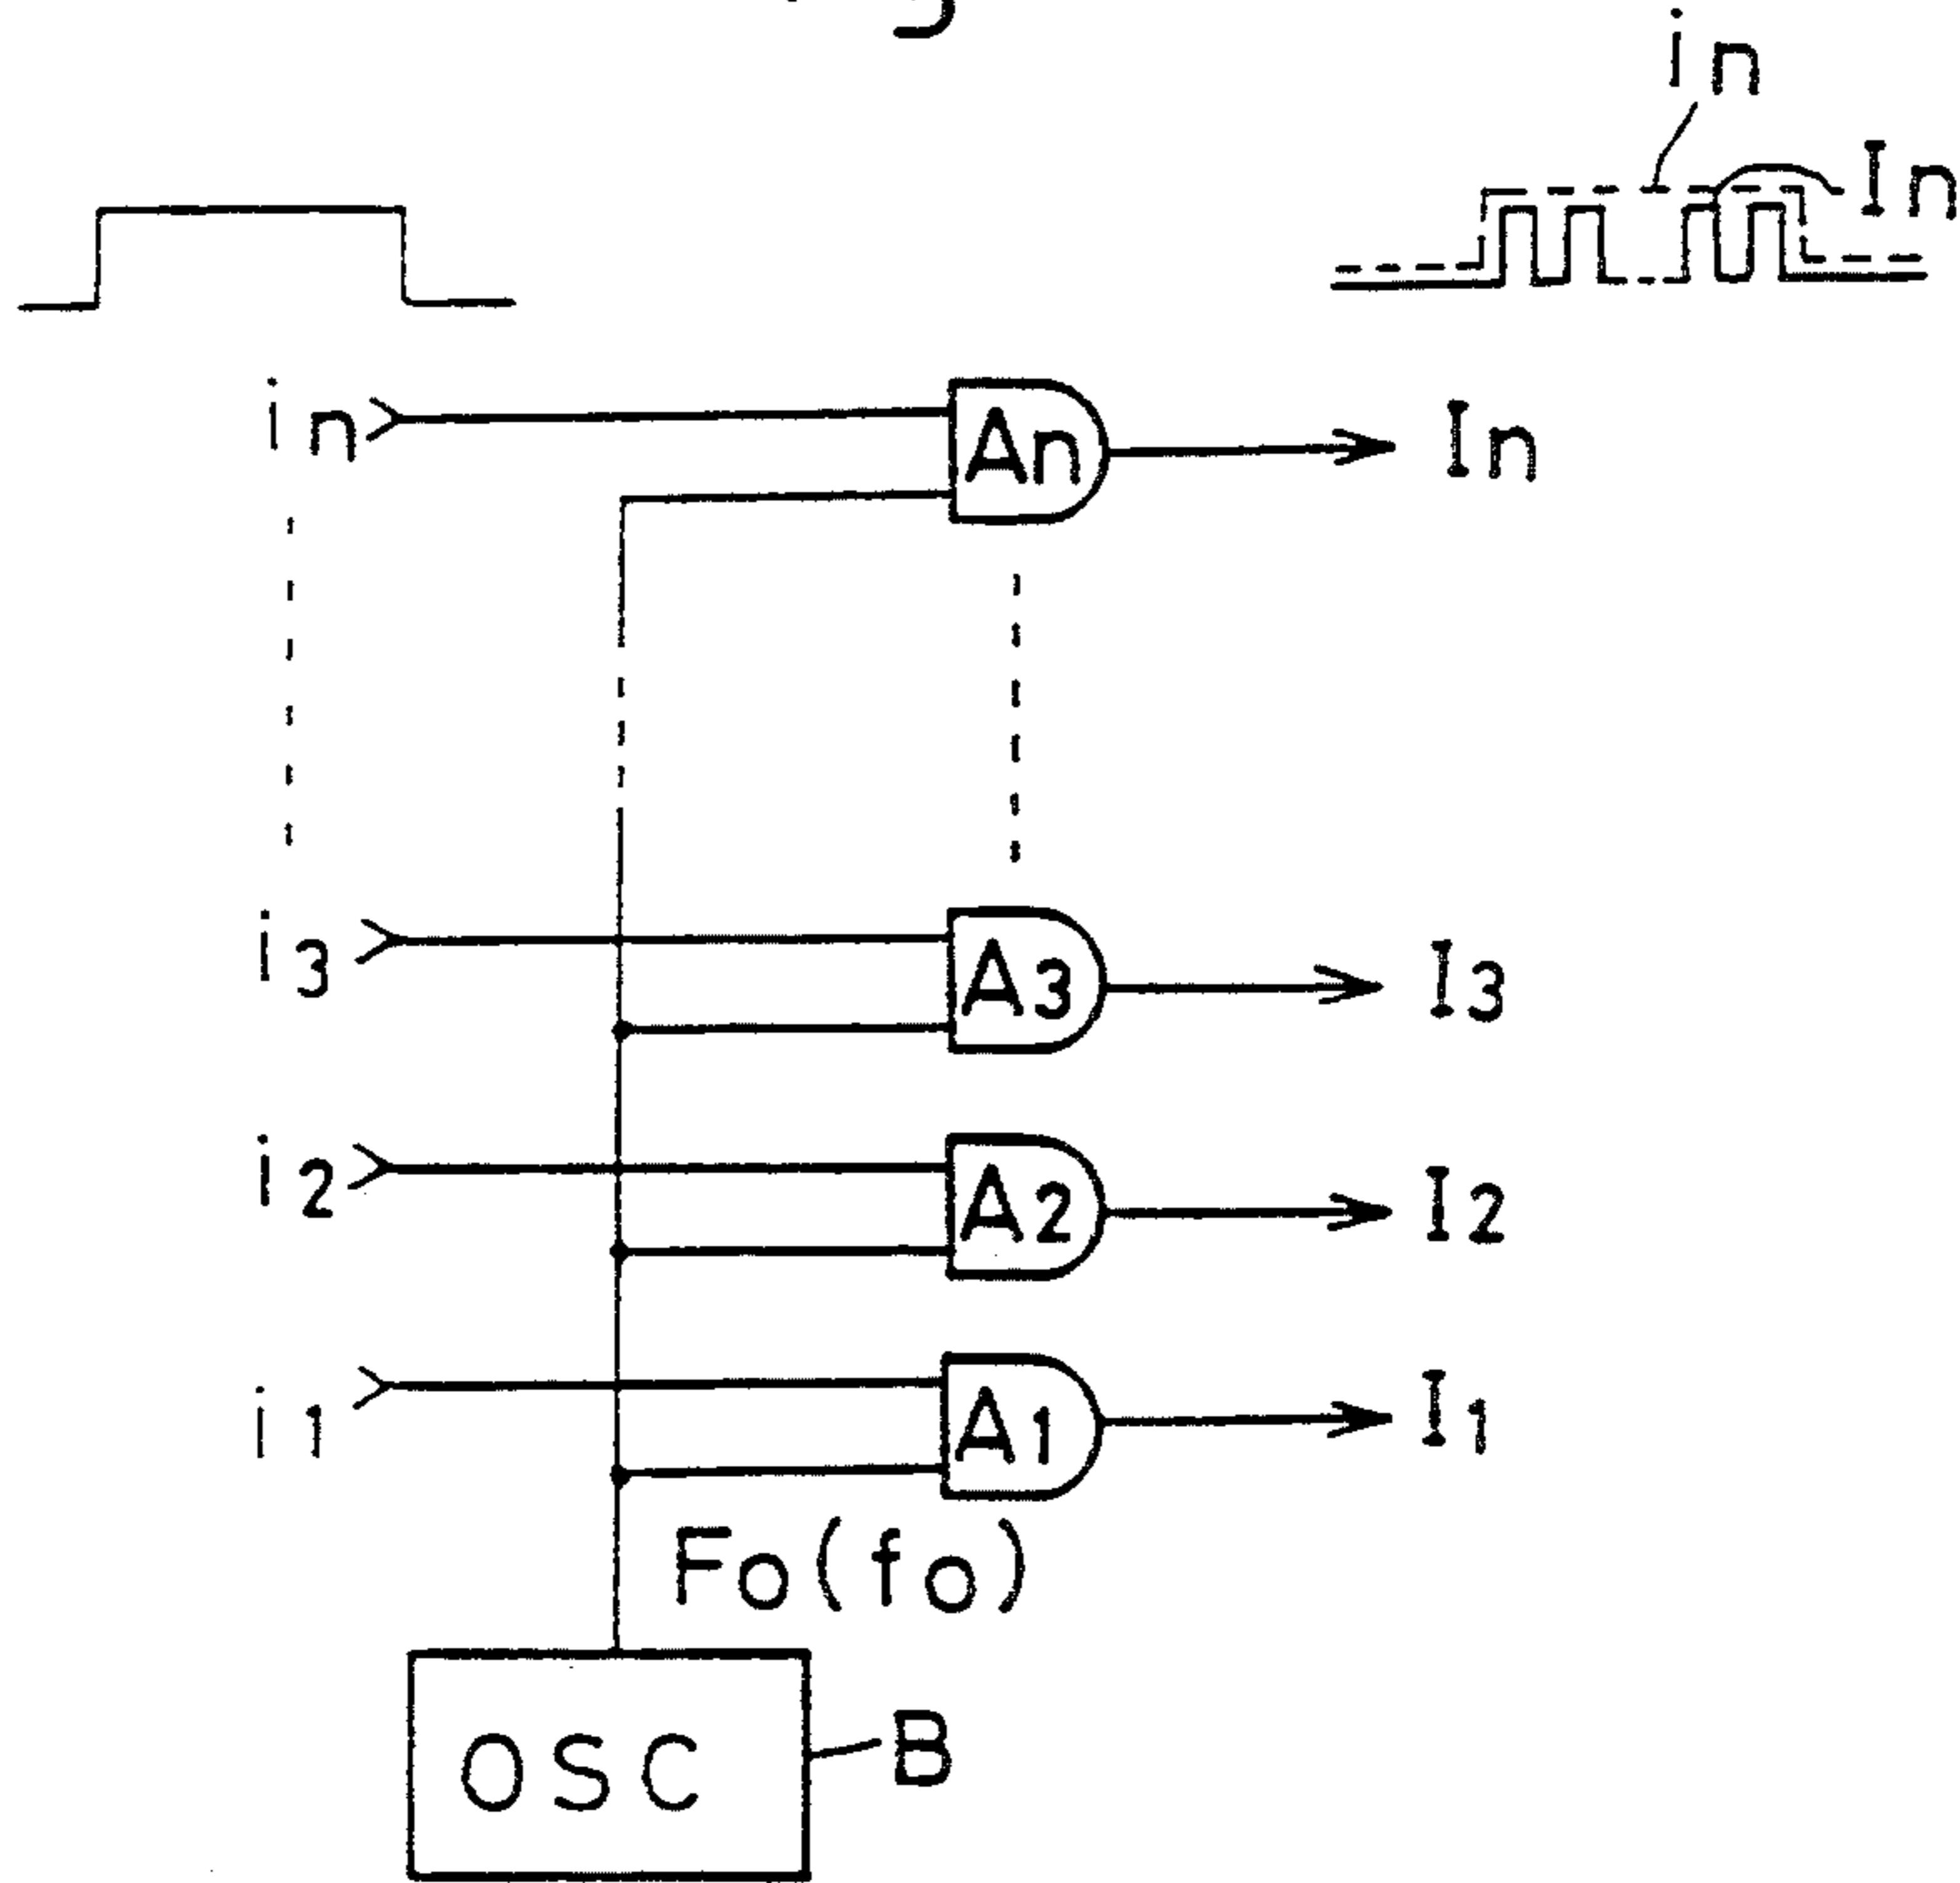 in
In
in An In
i3 A3 I3
i2 A2 I2
i1 A1 I1
Fo(fo)
OSC B